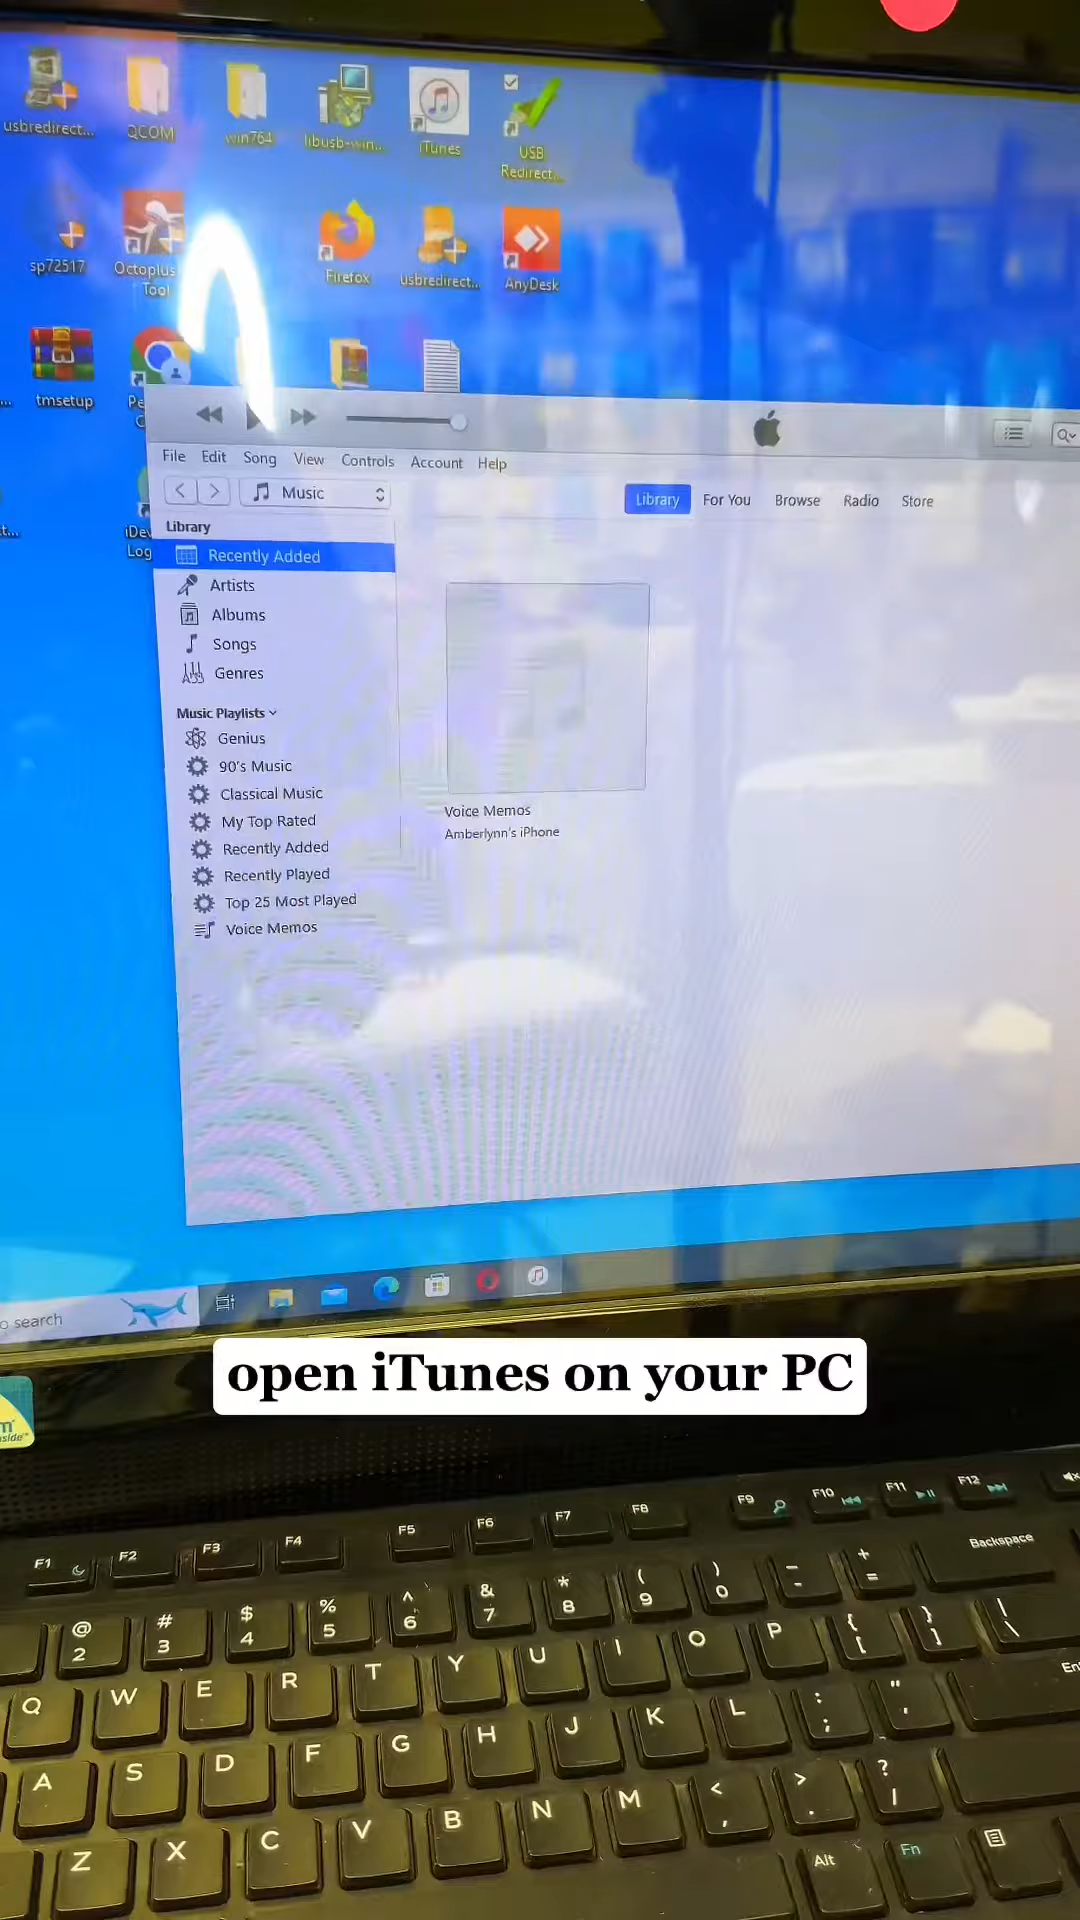 usbredirect...
QCOM
win764
libusb-win...
iTunes
USB
Redirect...
sp72517
Octoplus
Tool
Firefox
usbredirect...
AnyDesk
tmsetup
Pe
C
iDe
Log
File Edit Song View Controls Account Help
Music
Library For You Browse Radio Store
Library
Recently Added
Artists
Albums
Songs
Genres
Music Playlists
Genius
90's Music
Classical Music
My Top Rated
Recently Added
Recently Played
Top 25 Most Played
Voice Memos
Voice Memos
Amberlynn's iPhone
o search
open iTunes on your PC
F1 F2 F3 F4 F5 F6 F7 F8 F9 F10 F11 F12
@ # $ % ^ & * ( ) - + Backspace
2 3 4 5 6 7 8 9 0 - =
Q W E R T Y U I O P { [ } ] | \
A S D F G H J K L : ; " ,
Z X C V B N M < , > . ? /
Alt Fn